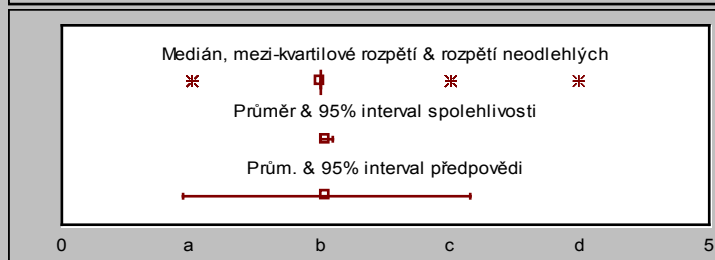 Medián, mezi-kvartilové rozpětí & rozpětí neodlehlých
Průměr & 95% interval spolehlivosti
Prům. & 95% interval předpovědi
0 a b c d 5